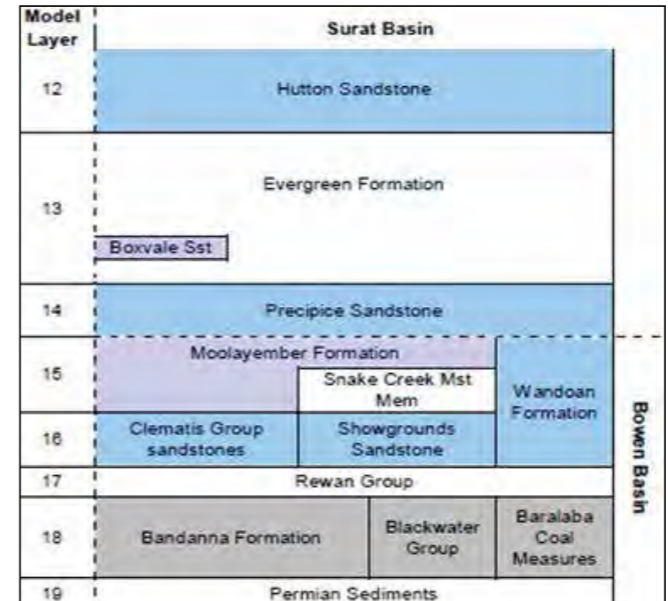 Model
Layer
Surat Basin
12
Hutton Sandstone
13
Evergreen Formation
Boxvale Sst
14
Precipice Sandstone
15
Moolayember Formation
Snake Creek Mst
Mem
Wandoan
Formation
16
Clematis Group
sandstones
Showgrounds
Sandstone
Bowen Basin
17
Rewan Group
18
Bandanna Formation
Blackwater
Group
Baralaba
Coal
Measures
19
Permian Sediments